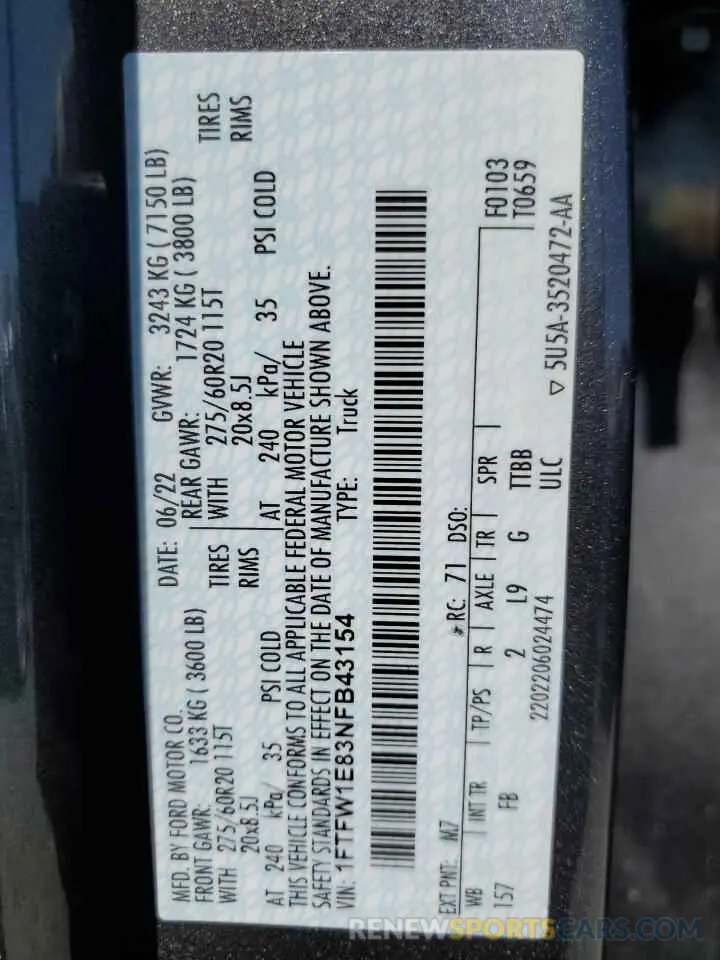 MFD. BY FORD MOTOR CO.
DATE: 06/22 GVWR: 3243 KG ( 7150 LB)
FRONT GAWR: 1633 KG ( 3600 LB) REAR GAWR: 1724 KG ( 3800 LB)
WITH 275/60R20 115T TIRES WITH 275/60R20 115T TIRES
20x8.5J RIMS 20x8.5J RIMS
AT 240 kPa/ 35 PSI COLD AT 240 kPa/ 35 PSI COLD
THIS VEHICLE CONFORMS TO ALL APPLICABLE FEDERAL MOTOR VEHICLE
SAFETY STANDARDS IN EFFECT ON THE DATE OF MANUFACTURE SHOWN ABOVE.
VIN: 1FTFW1E83NFB43154 TYPE: Truck
EXT PNT: M7 RC: 71 DSO: F0103
WB INT TR TP/PS R AXLE TR SPR T0659
157 FB 2 L9 G TTBB
2202206024474 ULC
▽ 5U5A-3520472-AA
RENEWSPORTCARS.COM